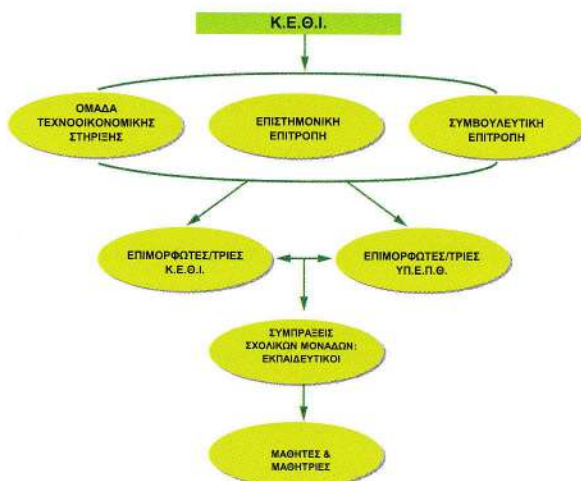 Κ.Ε.Θ.Ι.
ΟΜΑΔΑ
ΤΕΧΝΟΟΙΚΟΝΟΜΙΚΗΣ
ΣΤΗΡΙΞΗΣ
ΕΠΙΣΤΗΜΟΝΙΚΗ
ΕΠΙΤΡΟΠΗ
ΣΥΜΒΟΥΛΕΥΤΙΚΗ
ΕΠΙΤΡΟΠΗ
ΕΠΙΜΟΡΦΩΤΕΣ/ΤΡΙΕΣ
Κ.Ε.Θ.Ι.
ΕΠΙΜΟΡΦΩΤΕΣ/ΤΡΙΕΣ
ΥΠ.Ε.Π.Θ.
ΣΥΜΠΡΑΞΕΙΣ
ΣΧΟΛΙΚΩΝ ΜΟΝΑΔΩΝ:
ΕΚΠΑΙΔΕΥΤΙΚΟΙ
ΜΑΘΗΤΕΣ &
ΜΑΘΗΤΡΙΕΣ